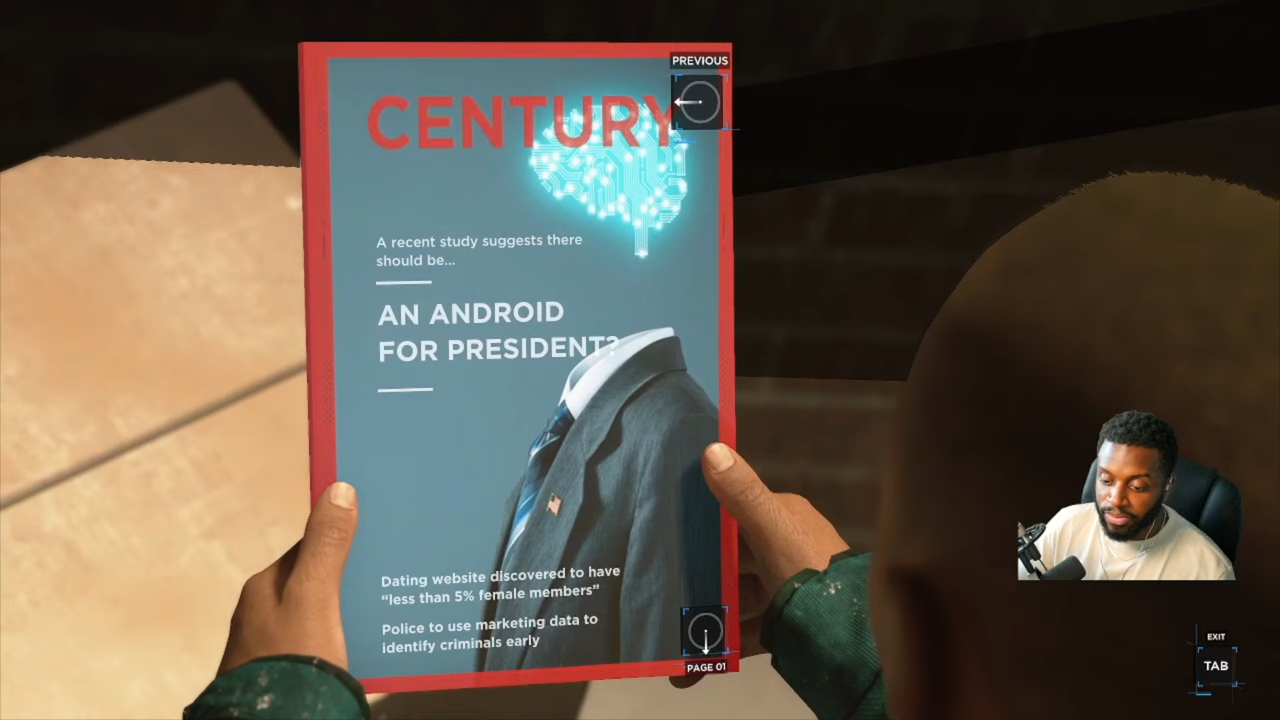 PREVIOUS
CENTURY
A recent study suggests there
should be...
AN ANDROID
FOR PRESIDENT?
Dating website discovered to have
“less than 5% female members”
Police to use marketing data to
identify criminals early
PAGE 01
EXIT
TAB